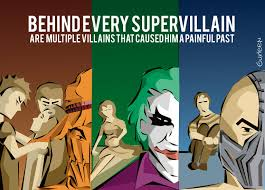 BEHIND EVERY SUPERVILLAIN
ARE MULTIPLE VILLAINS THAT CAUSED HIM A PAINFUL PAST